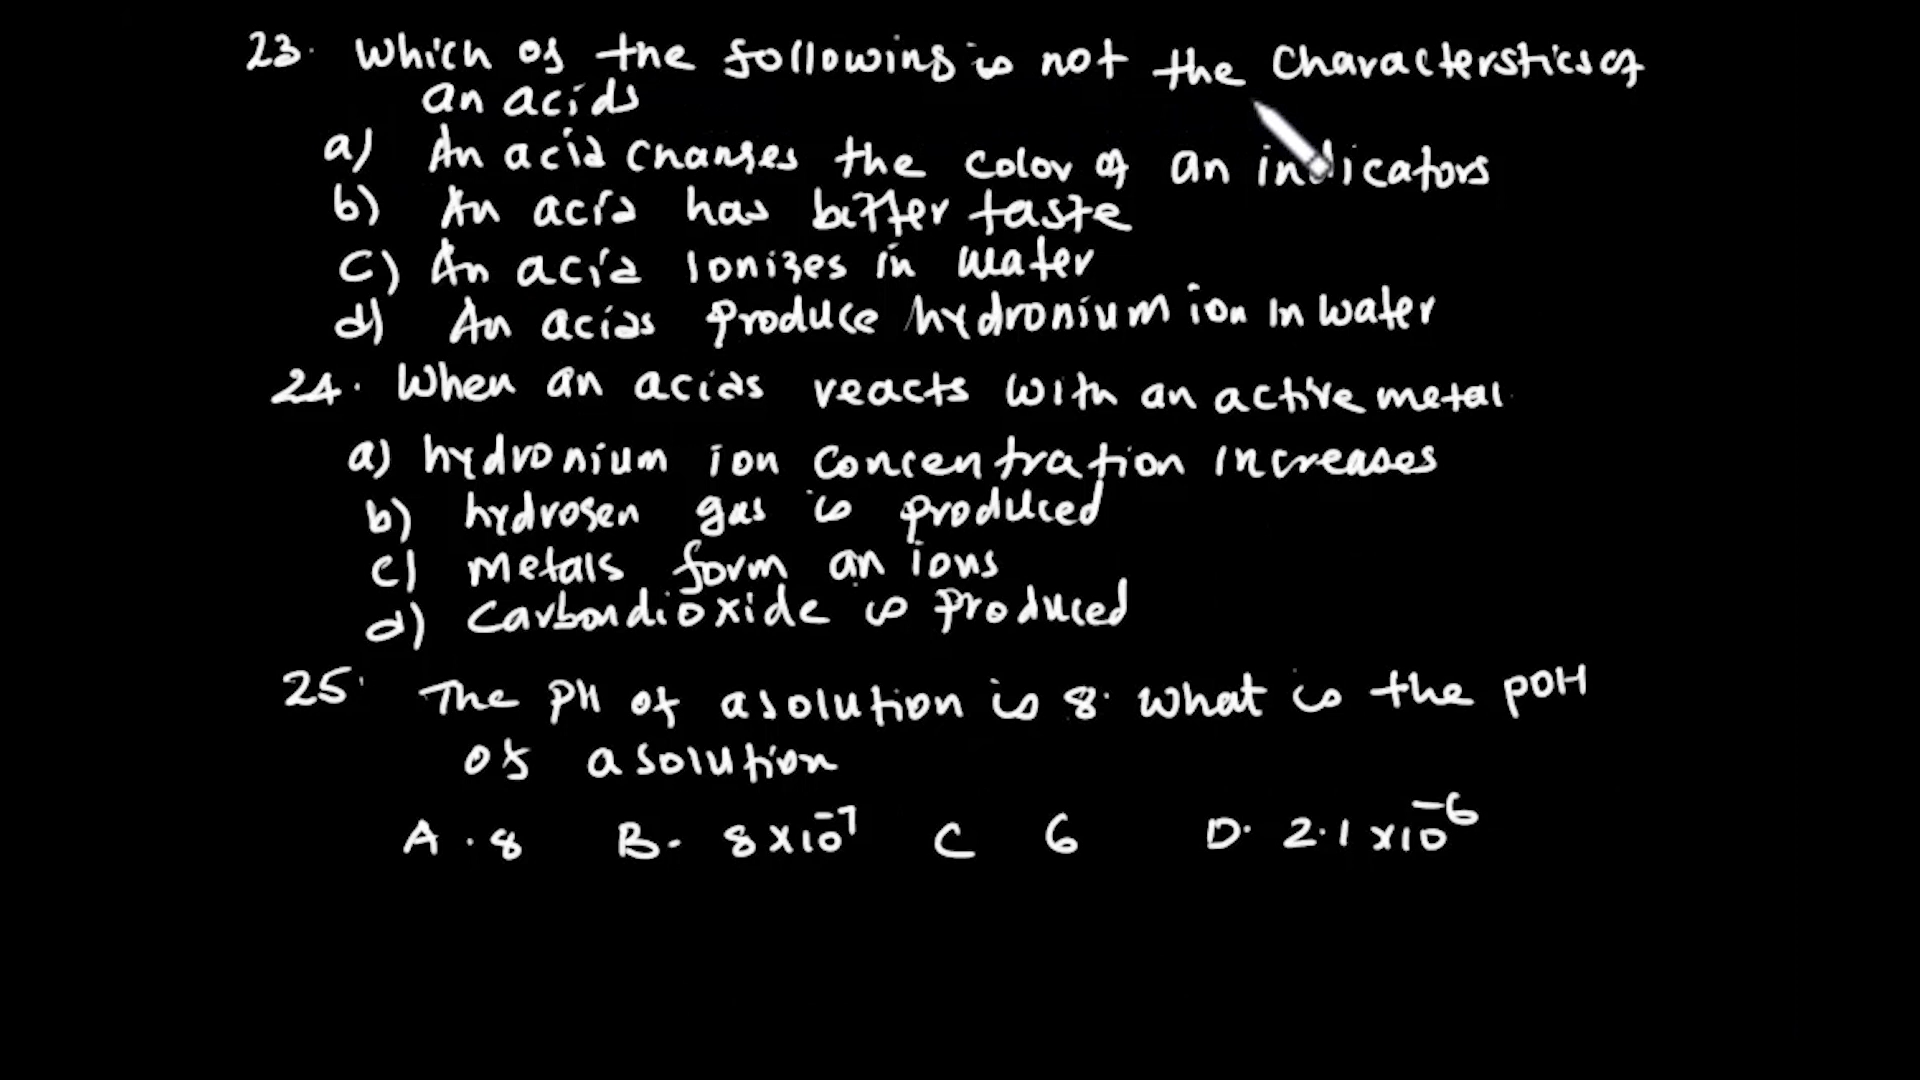 23. Which of the following is not the Characterstics of
an acids
a) An acid changes the color of an indicators
b) An acid has bitter taste
c) An acid Ionizes in water
d) An acids produce hydronium ion in water
24. When an acids reacts with an active metal.
a) hydronium ion concentration increases
b) hydrogen gas is produced
c) metals form an ions
d) Carbondioxide is produced
25. The PH of a solution is 8. What is the pOH
of a solution
A. 8 B. 8x10⁻⁷ C 6 D. 2.1x10⁻⁶